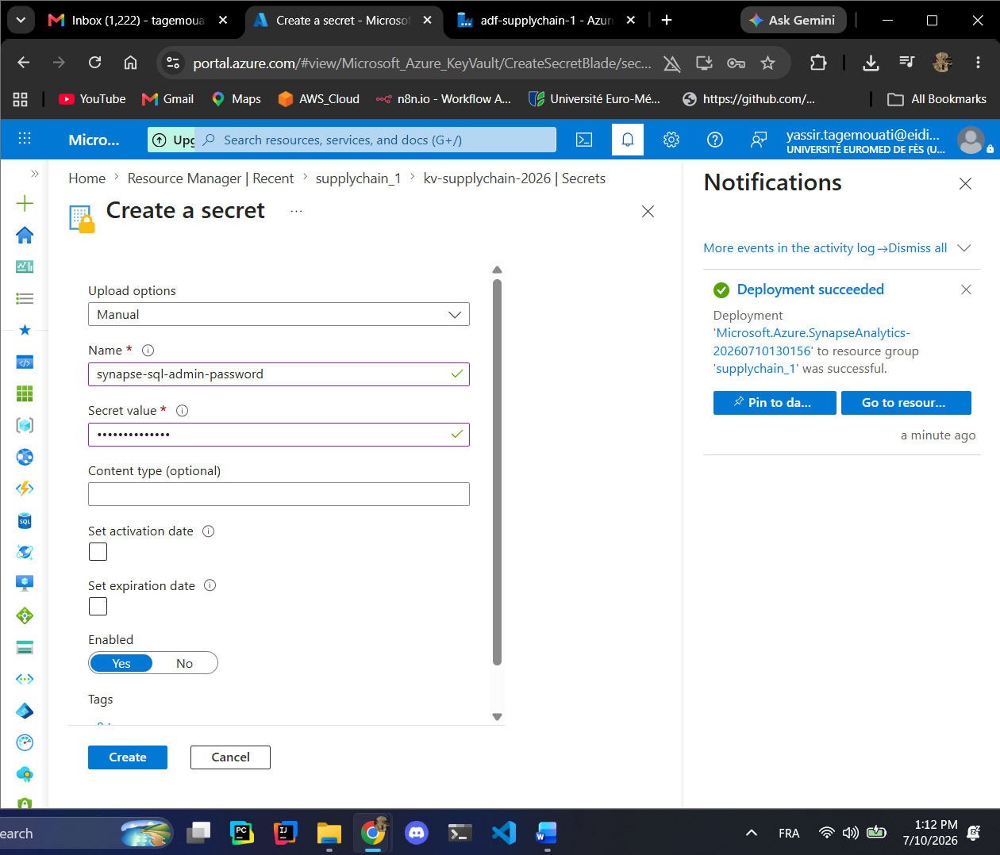 Inbox (1,222) - tagemoua
Create a secret - Microsof
adf-supplychain-1 - Azur
Ask Gemini
portal.azure.com/#view/Microsoft_Azure_KeyVault/CreateSecretBlade/sec...
YouTube
Gmail
Maps
AWS_Cloud
n8n.io - Workflow A...
Université Euro-Mé...
https://github.com/...
All Bookmarks
Micro...
Upg
Search resources, services, and docs (G+/)
yassir.tagemouati@eidi...
UNIVERSITÉ EUROMED DE FÈS (U...
Home > Resource Manager | Recent > supplychain_1 > kv-supplychain-2026 | Secrets
Create a secret ...
Upload options
Manual
Name *
synapse-sql-admin-password
Secret value *
••••••••••••••
Content type (optional)
Set activation date
Set expiration date
Enabled
Yes No
Tags
Create
Cancel
Notifications
More events in the activity log → Dismiss all
Deployment succeeded
Deployment
'Microsoft.Azure.SynapseAnalytics-
20260710130156' to resource group
'supplychain_1' was successful.
Pin to da...
Go to resour...
a minute ago
earch
FRA
1:12 PM
7/10/2026